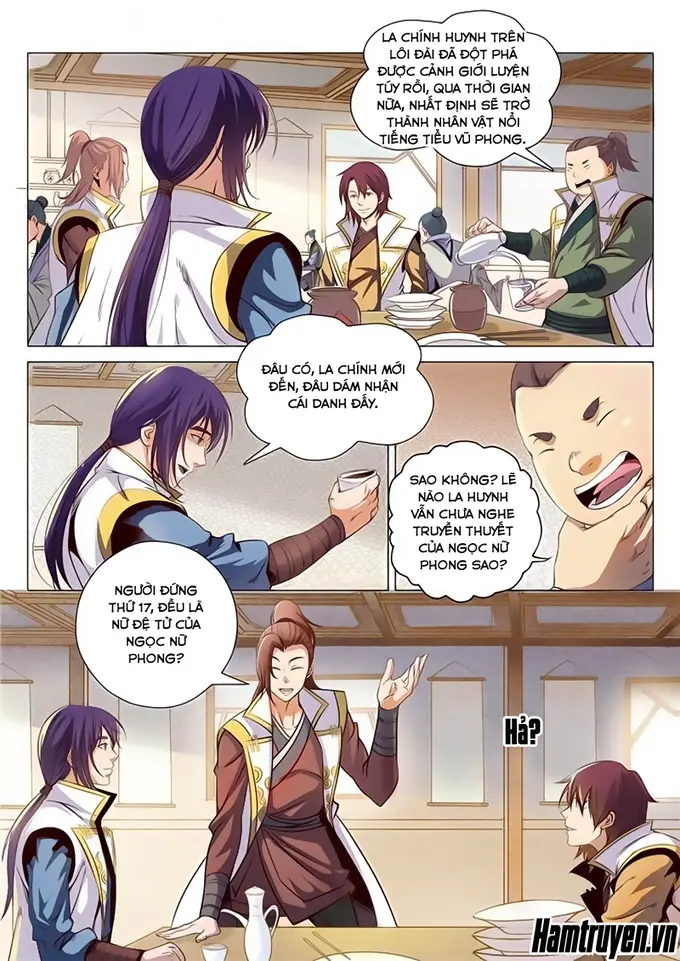 LA CHÍNH HUYNH TRÊN
LÔI ĐÀI ĐÃ ĐỘT PHÁ
ĐƯỢC CẢNH GIỚI LUYỆN
TỦY RỒI, QUA THỜI GIAN
NỮA, NHẤT ĐỊNH SẼ TRỞ
THÀNH NHÂN VẬT NỔI
TIẾNG TIỂU VŨ PHONG.
ĐÂU CÓ, LA CHÍNH MỚI
ĐẾN, ĐÂU DÁM NHẬN
CÁI DANH ĐẤY.
SAO KHÔNG? LẼ
NÀO LA HUYNH
VẪN CHƯA NGHE
TRUYỀN THUYẾT
CỦA NGỌC NỮ
PHONG SAO?
NGƯỜI ĐỨNG
THỨ 17, ĐỀU LÀ
NỮ ĐỆ TỬ CỦA
NGỌC NỮ
PHONG?
HẢ?
Hamtruyen.vn